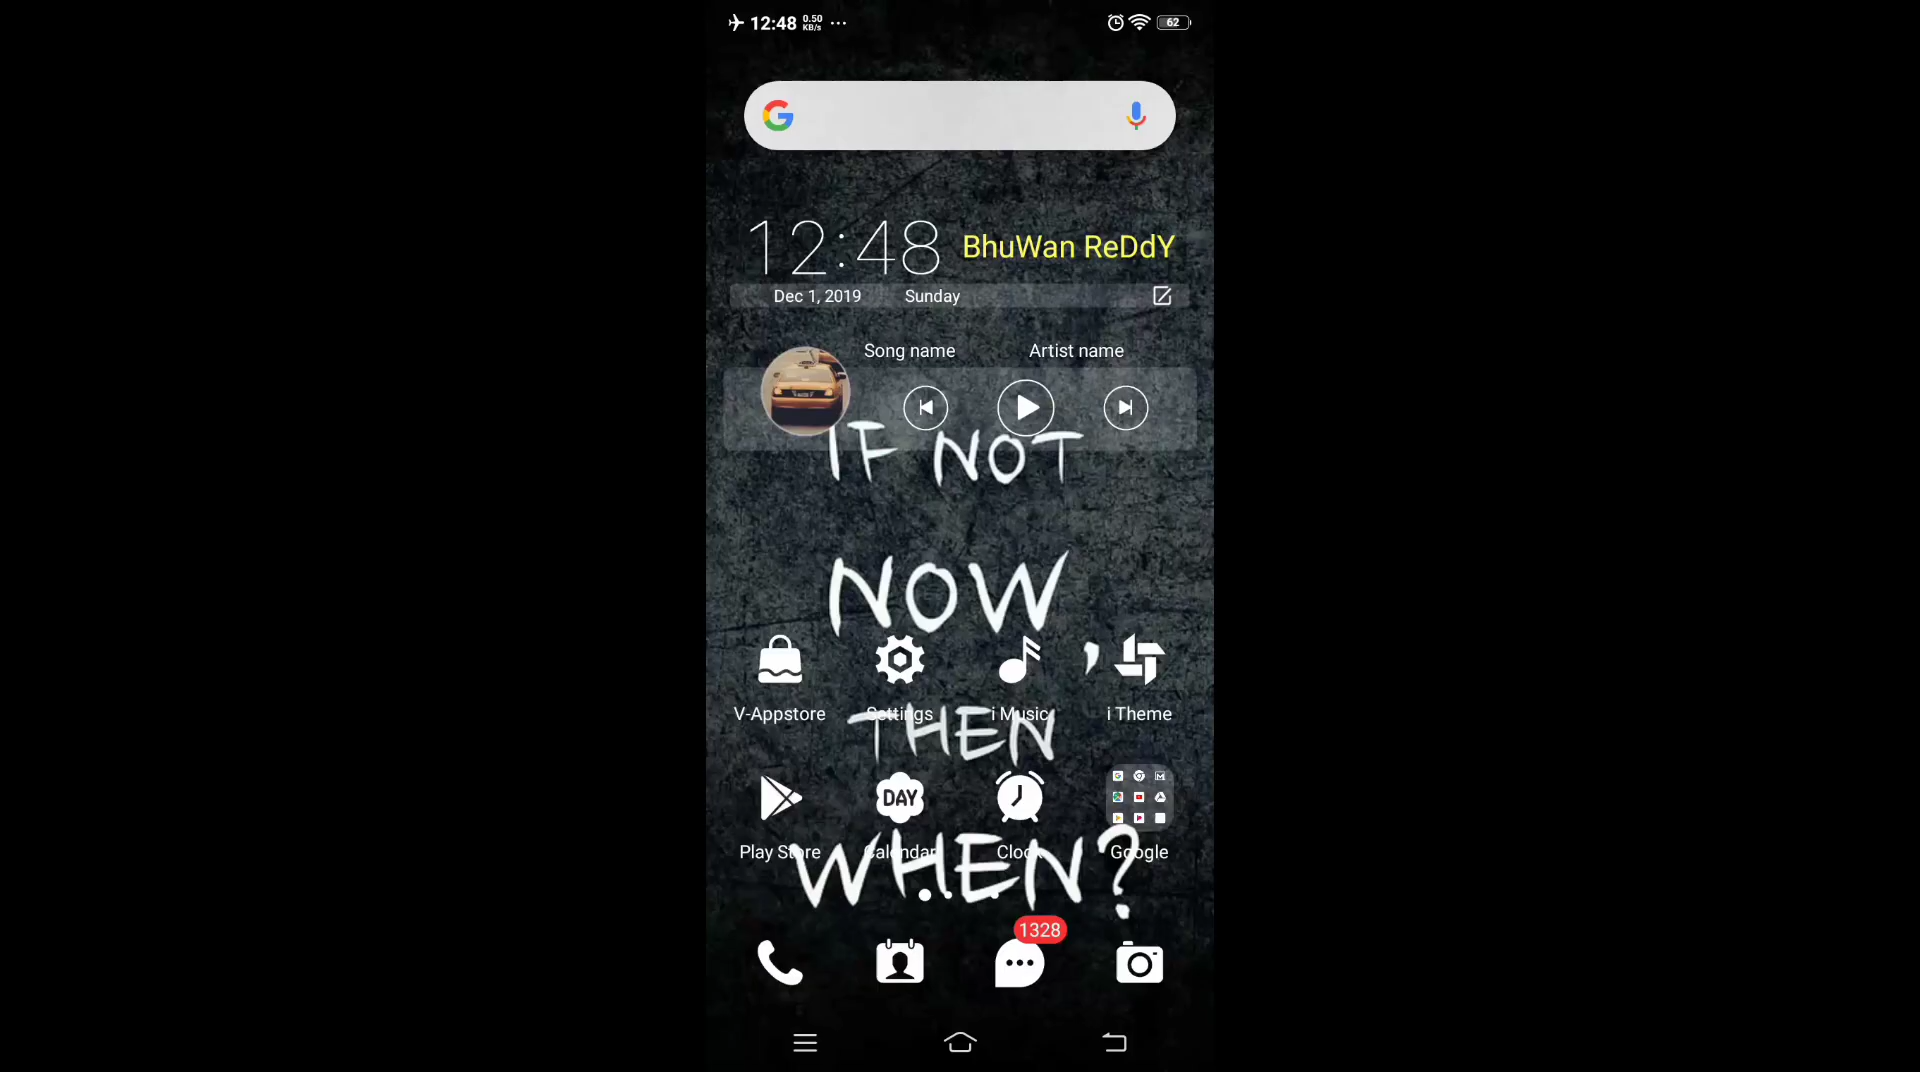 12:48 0.50 KB/s ... 62
12:48 BhuWan ReDdY
Dec 1, 2019 Sunday
Song name Artist name
IF NOT
NOW,
V-Appstore Settings i Music i Theme
THEN
DAY
Play Store Calendar Clock Google
WHEN?
1328